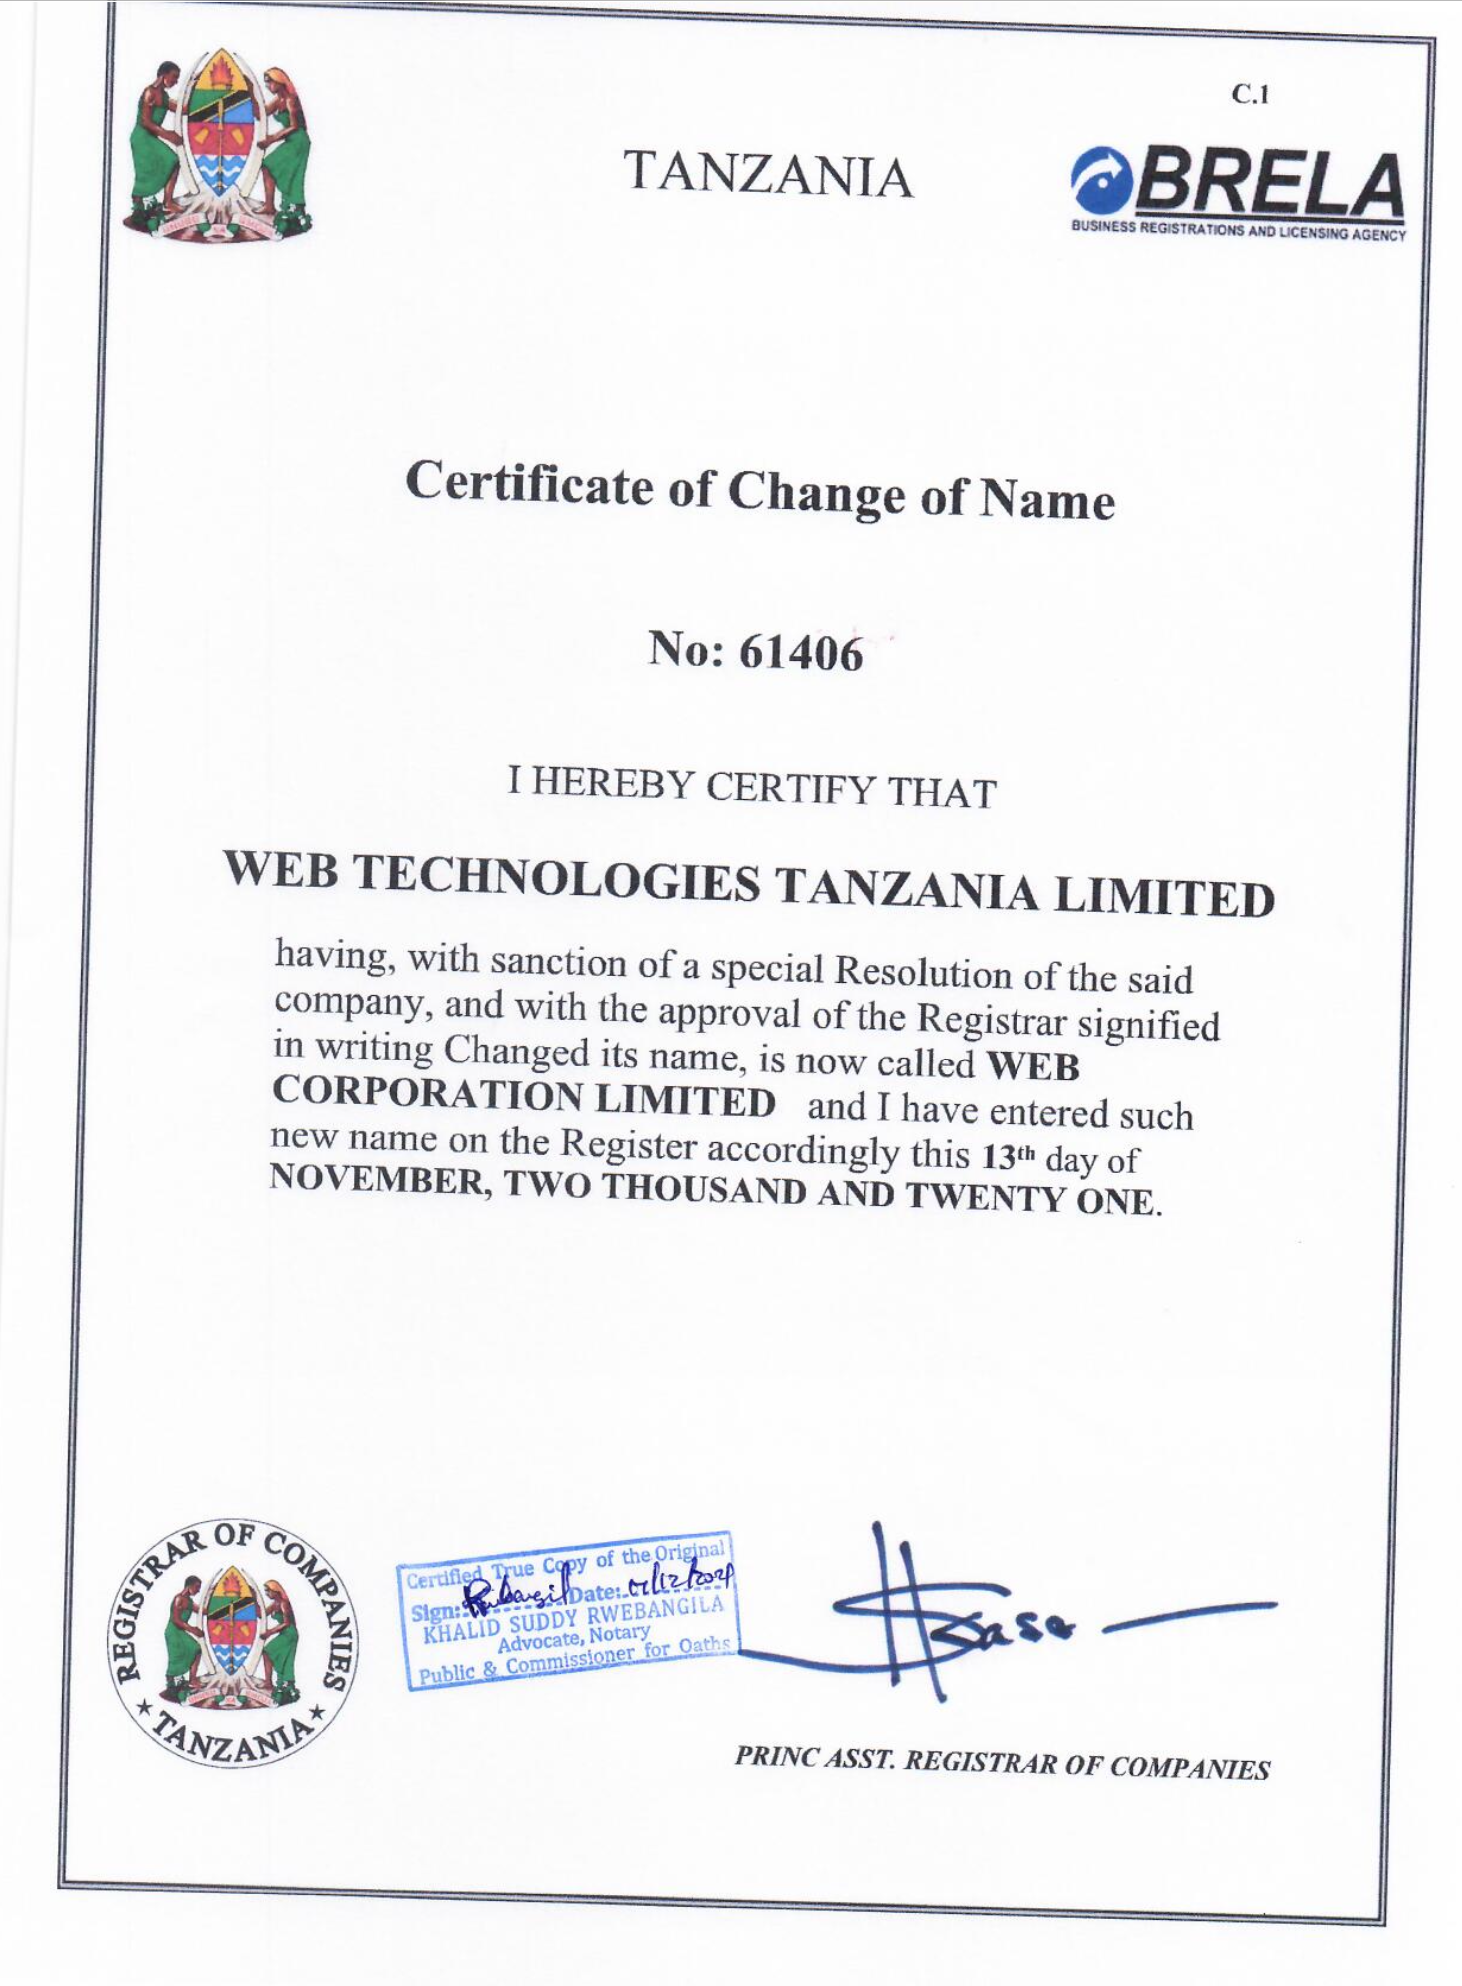 C.1
TANZANIA
BRELA
BUSINESS REGISTRATIONS AND LICENSING AGENCY
Certificate of Change of Name
No: 61406
I HEREBY CERTIFY THAT
WEB TECHNOLOGIES TANZANIA LIMITED
having, with sanction of a special Resolution of the said
company, and with the approval of the Registrar signified
in writing Changed its name, is now called WEB
CORPORATION LIMITED and I have entered such
new name on the Register accordingly this 13th day of
NOVEMBER, TWO THOUSAND AND TWENTY ONE.
REGISTRAR OF COMPANIES
★ TANZANIA ★
Certified True Copy of the Original
Sign: Date:
KHALID SUDDY RWEBANGILA
Advocate, Notary
Public & Commissioner for Oaths
PRINC ASST. REGISTRAR OF COMPANIES